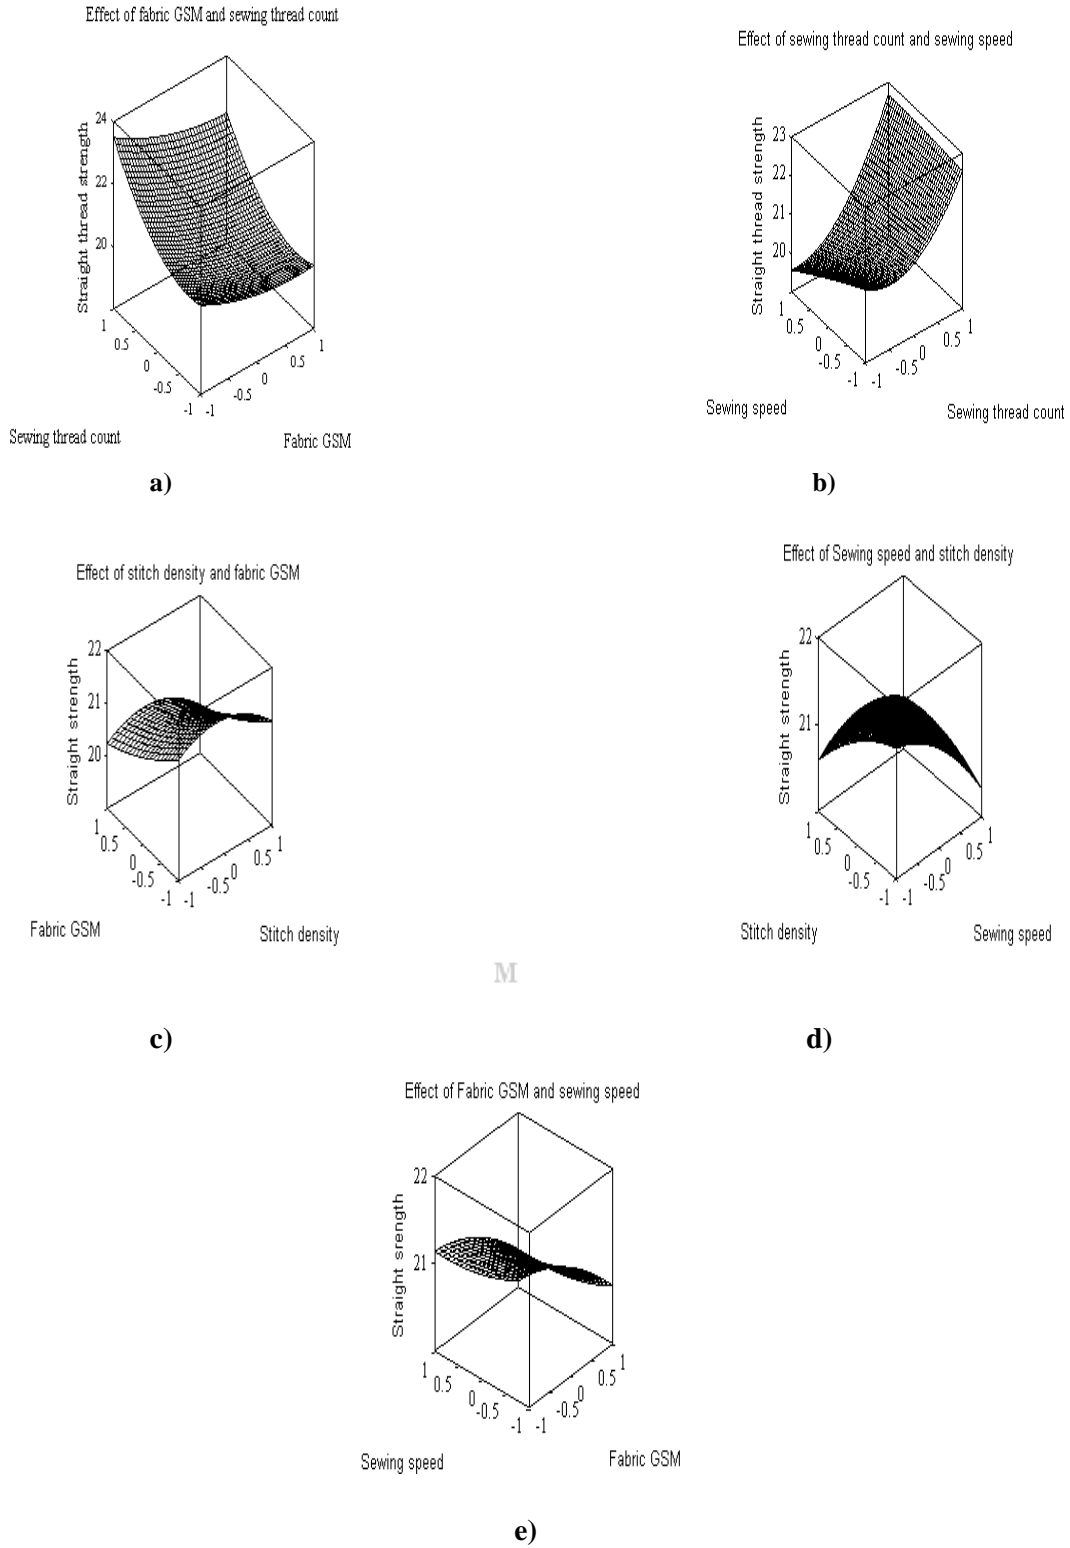 Effect of fabric GSM and sewing thread count
Straight thread strength
24
22
20
1
0.5
0
-0.5
-1
-1
-0.5
0
0.5
1
Sewing thread count
Fabric GSM
a)
Effect of sewing thread count and sewing speed
Straight thread strength
23
22
21
20
1
0.5
0
-0.5
-1
-1
-0.5
0
0.5
1
Sewing speed
Sewing thread count
b)
Effect of stitch density and fabric GSM
Straight strength
22
21
20
1
0.5
0
-0.5
-1
-1
-0.5
0
0.5
1
Fabric GSM
Stitch density
c)
Effect of Sewing speed and stitch density
Straight strength
22
21
1
0.5
0
-0.5
-1
-1
-0.5
0
0.5
1
Stitch density
Sewing speed
d)
M
Effect of Fabric GSM and sewing speed
Straight srength
22
21
1
0.5
0
-0.5
-1
-1
-0.5
0
0.5
1
Sewing speed
Fabric GSM
e)